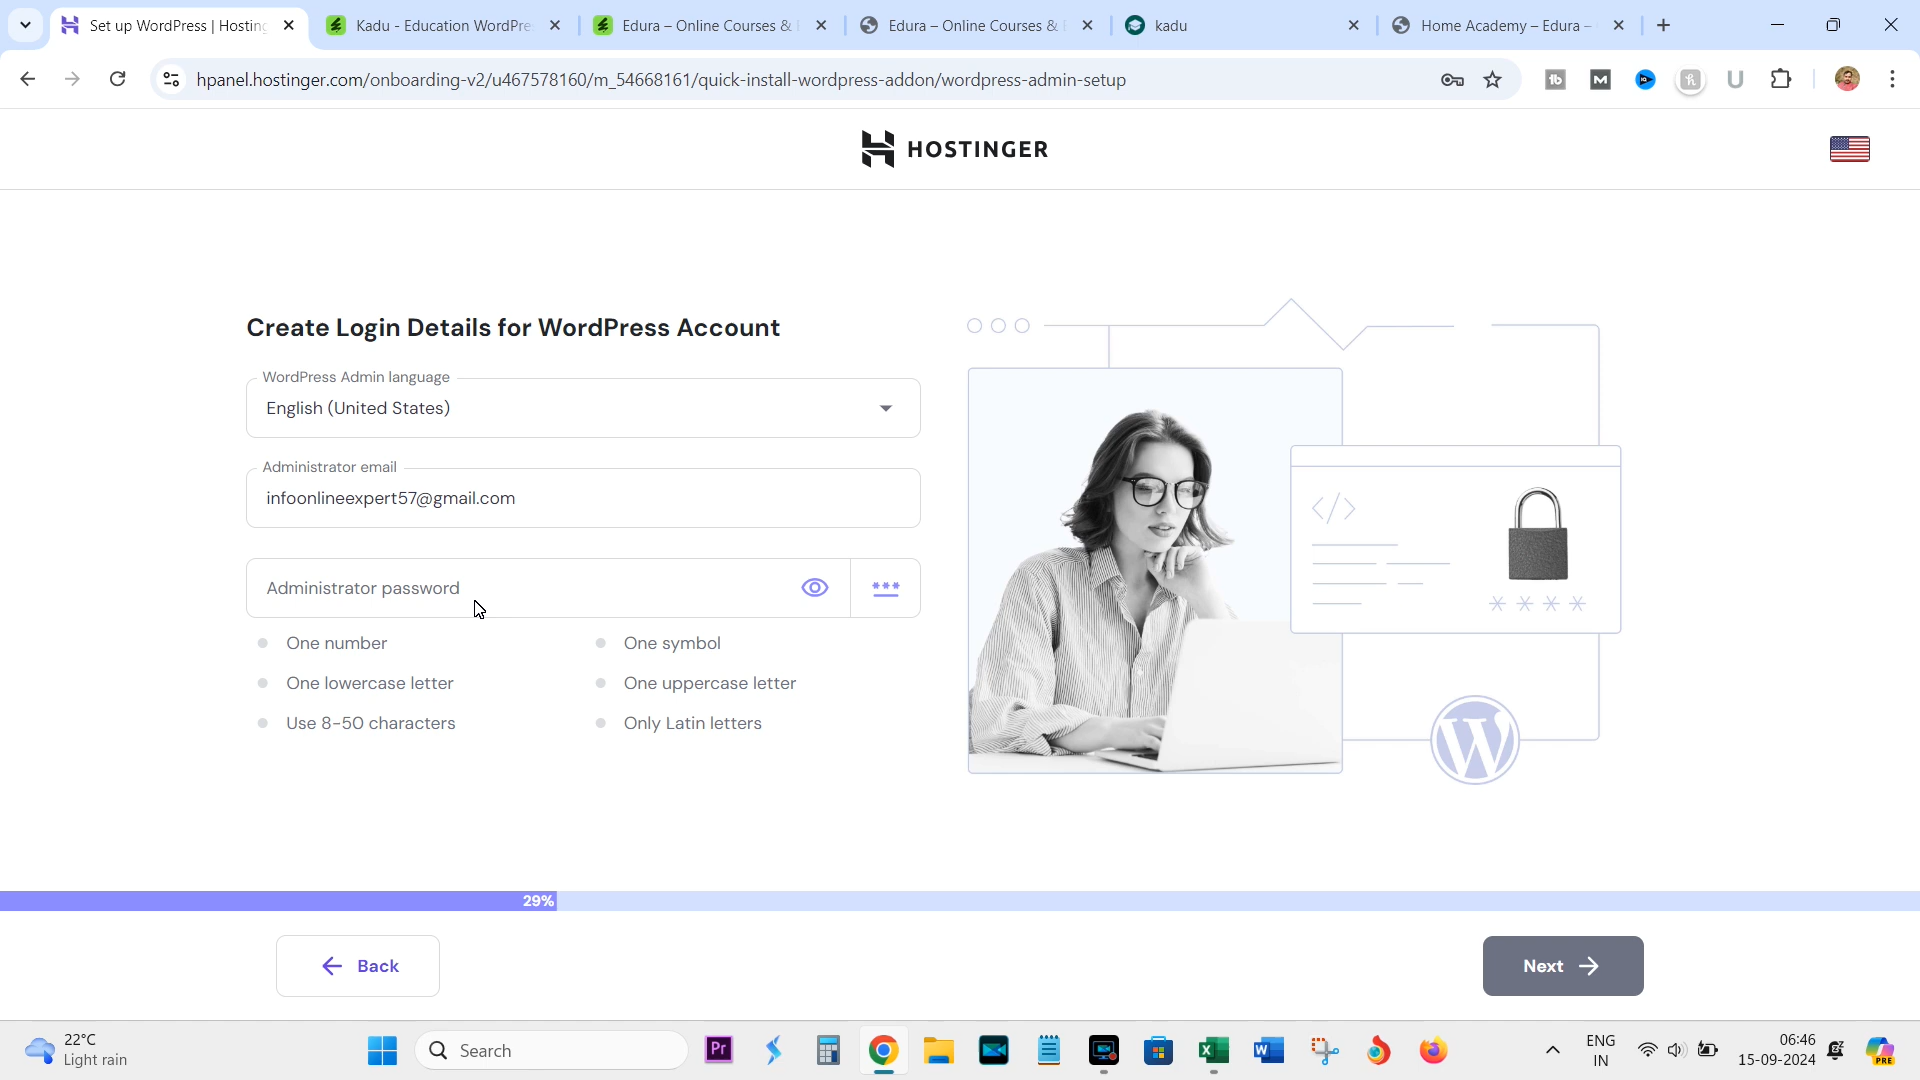 Set up WordPress | Hosting
Kadu - Education WordPre
Edura – Online Courses &
Edura – Online Courses &
kadu
Home Academy – Edura –
hpanel.hostinger.com/onboarding-v2/u467578160/m_54668161/quick-install-wordpress-addon/wordpress-admin-setup
HOSTINGER
Create Login Details for WordPress Account
WordPress Admin language
English (United States)
Administrator email
infoonlineexpert57@gmail.com
Administrator password
One number
One symbol
One lowercase letter
One uppercase letter
Use 8-50 characters
Only Latin letters
29%
Back
Next
22°C
Light rain
Search
Pr
ENG
IN
06:46
15-09-2024
PRE